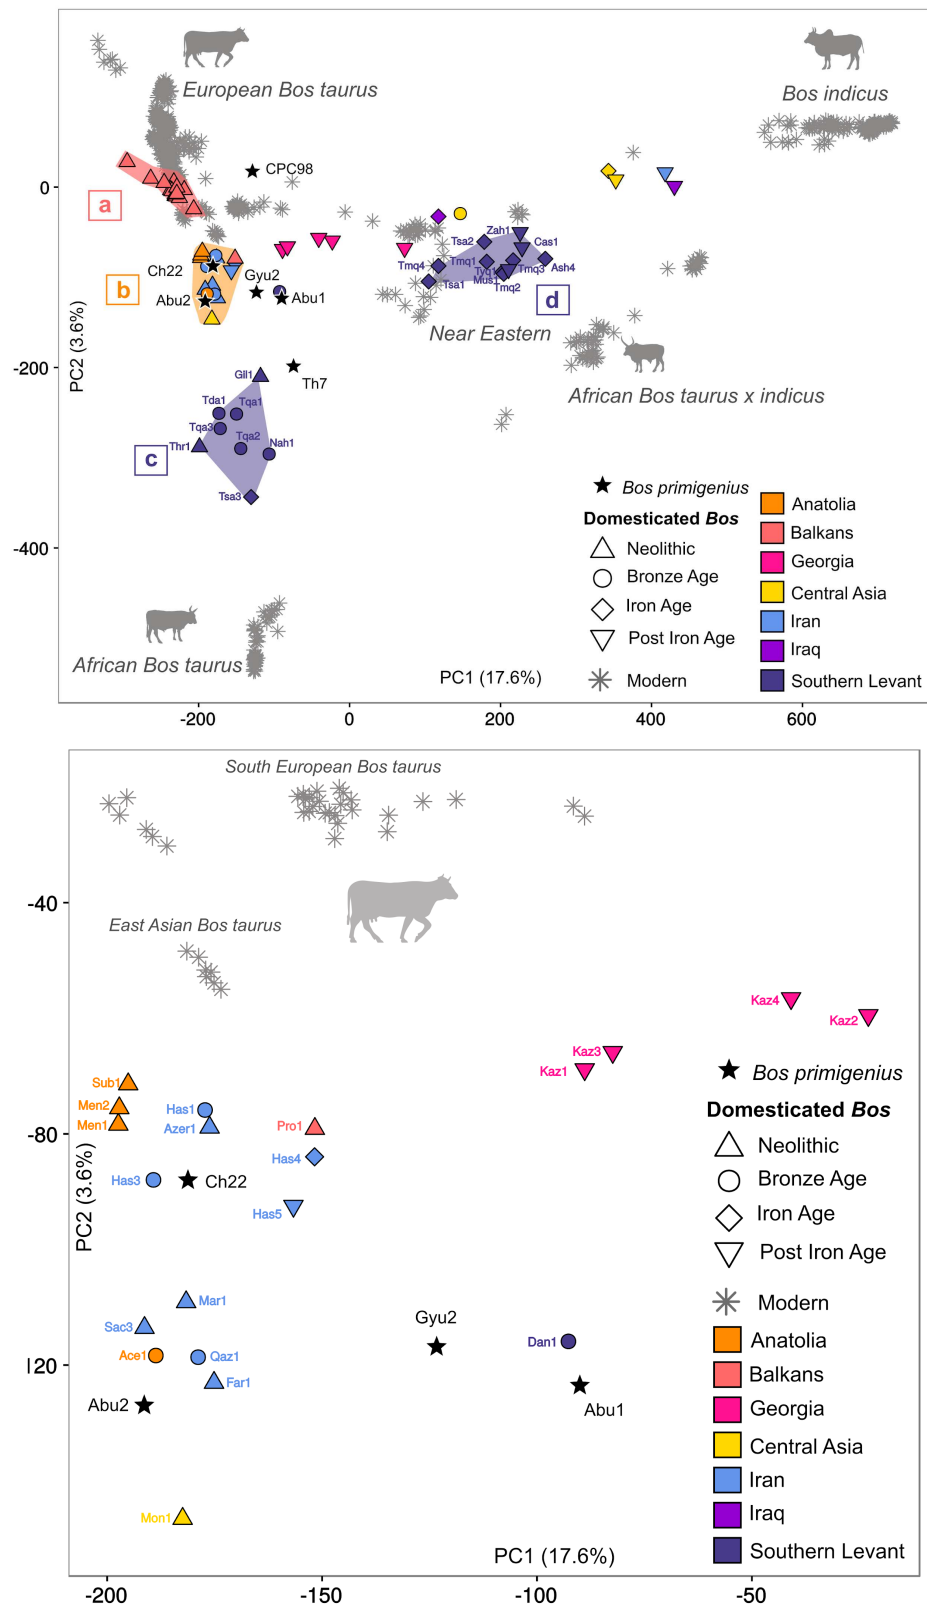 European Bos taurus
Bos indicus
CPC98
0
a
Zah1
Tsa2
Cas1
Ch22
Gyu2
Tmq1
Tmq4
Tyq1
Tmq3
Ash4
b
Abu2
Abu1
Tsa1
Mus1
Tmq2
d
Near Eastern
PC2 (3.6%)
-200
Gil1
Th7
African Bos taurus x indicus
Tda1
Tqa1
Tqa3
Tqa2
Thr1
Nah1
c
Tsa3
Bos primigenius
Domesticated Bos
Neolithic
Bronze Age
Iron Age
Post Iron Age
Modern
Anatolia
Balkans
Georgia
Central Asia
Iran
Iraq
Southern Levant
-400
African Bos taurus
PC1 (17.6%)
-200
0
200
400
600
South European Bos taurus
-40
East Asian Bos taurus
Kaz4
Kaz2
Kaz3
Kaz1
Sub1
Men2
Men1
Has1
Azer1
Pro1
-80
Has4
Has3
Ch22
Has5
PC2 (3.6%)
Mar1
Sac3
Gyu2
Dan1
Ace1
Qaz1
120
Far1
Abu2
Abu1
Mon1
Bos primigenius
Domesticated Bos
Neolithic
Bronze Age
Iron Age
Post Iron Age
Modern
Anatolia
Balkans
Georgia
Central Asia
Iran
Iraq
Southern Levant
PC1 (17.6%)
-200
-150
-100
-50